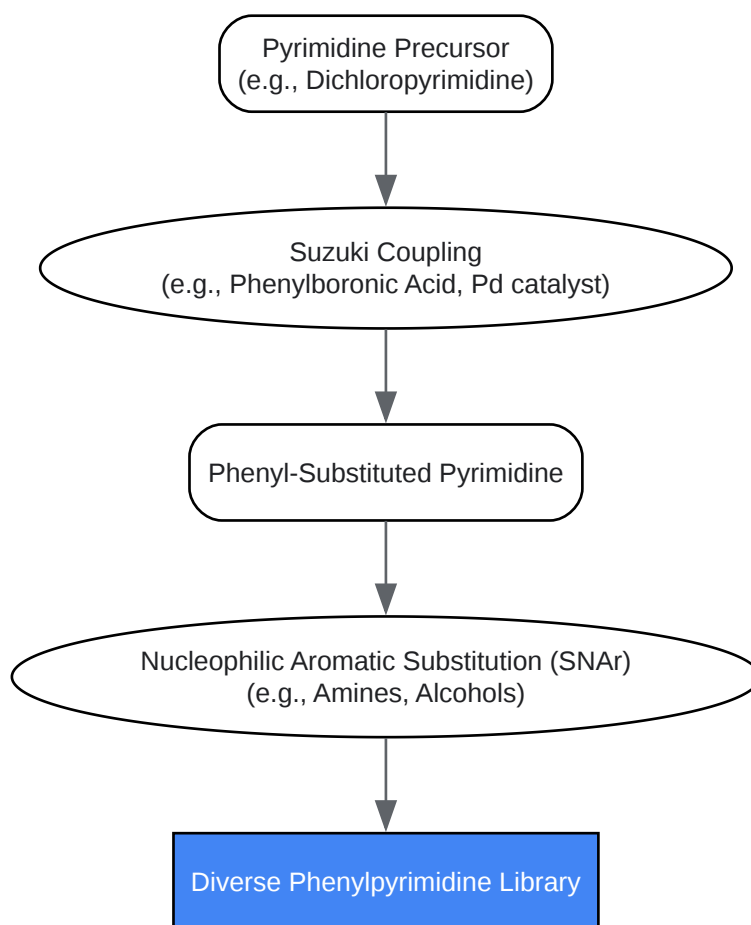 Pyrimidine Precursor
(e.g., Dichloropyrimidine)
Suzuki Coupling
(e.g., Phenylboronic Acid, Pd catalyst)
Phenyl-Substituted Pyrimidine
Nucleophilic Aromatic Substitution (SNAr)
(e.g., Amines, Alcohols)
Diverse Phenylpyrimidine Library